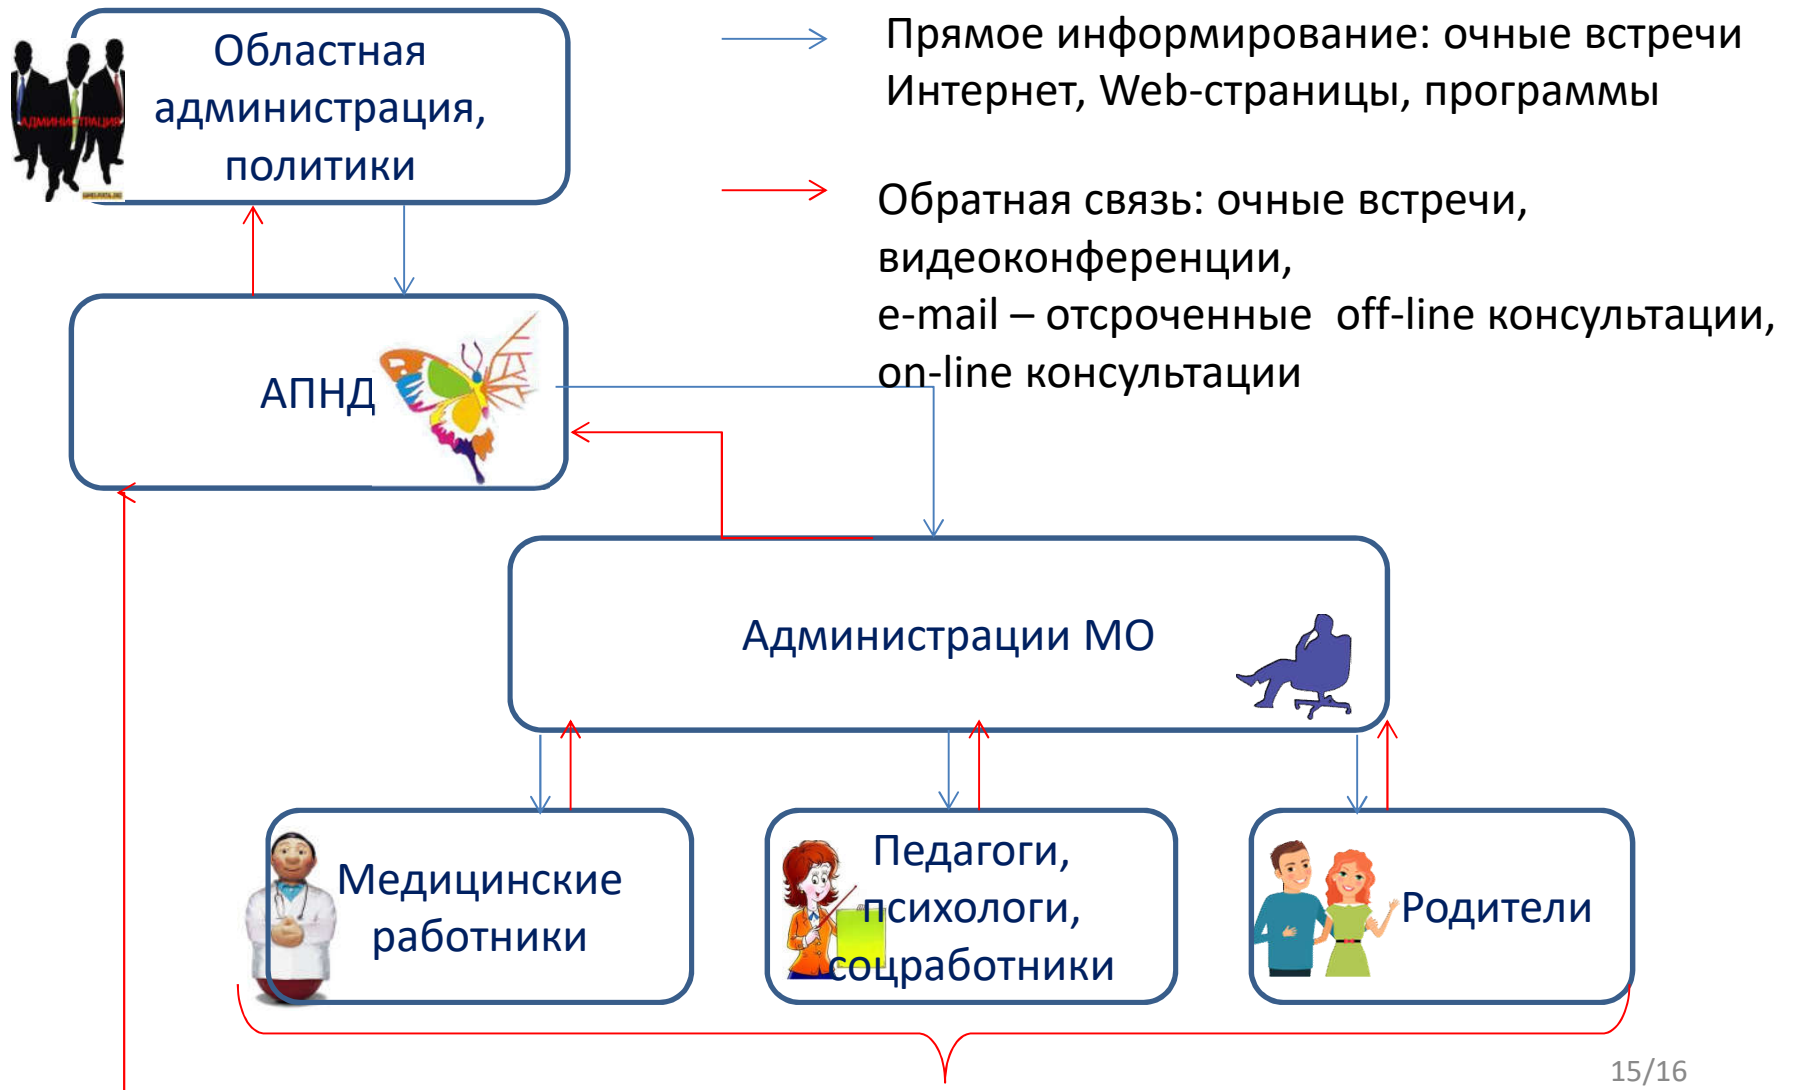 Областная
администрация,
политики
АДМИНИСТРАЦИЯ
Прямое информирование: очные встречи
Интернет, Web-страницы, программы
Обратная связь: очные встречи,
видеоконференции,
e-mail – отсроченные  off-line консультации,
on-line консультации
АПНД
Администрации МО
Медицинские
работники
Педагоги,
психологи,
соцработники
Родители
15/16